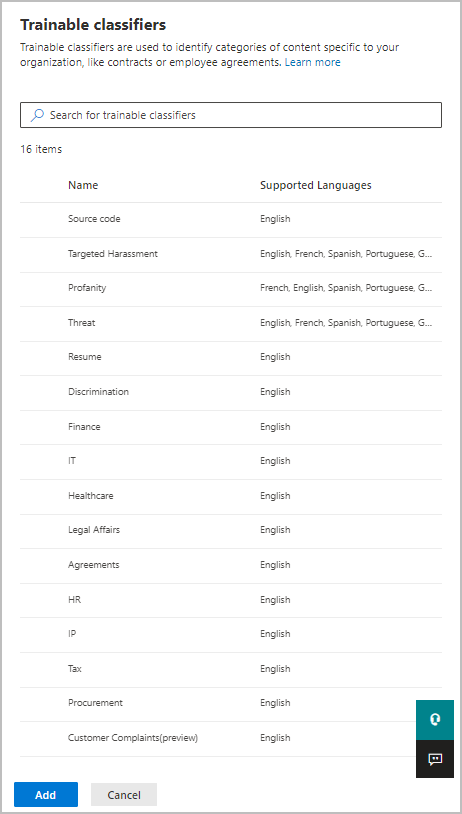 Trainable classifiers
Trainable classifiers are used to identify categories of content specific to your
organization, like contracts or employee agreements. Learn more
Search for trainable classifiers
16 items
Name Supported Languages
Source code English
Targeted Harassment English, French, Spanish, Portuguese, G...
Profanity French, English, Spanish, Portuguese, G...
Threat English, French, Spanish, Portuguese, G...
Resume English
Discrimination English
Finance English
IT English
Healthcare English
Legal Affairs English
Agreements English
HR English
IP English
Tax English
Procurement English
Customer Complaints(preview) English
Add Cancel